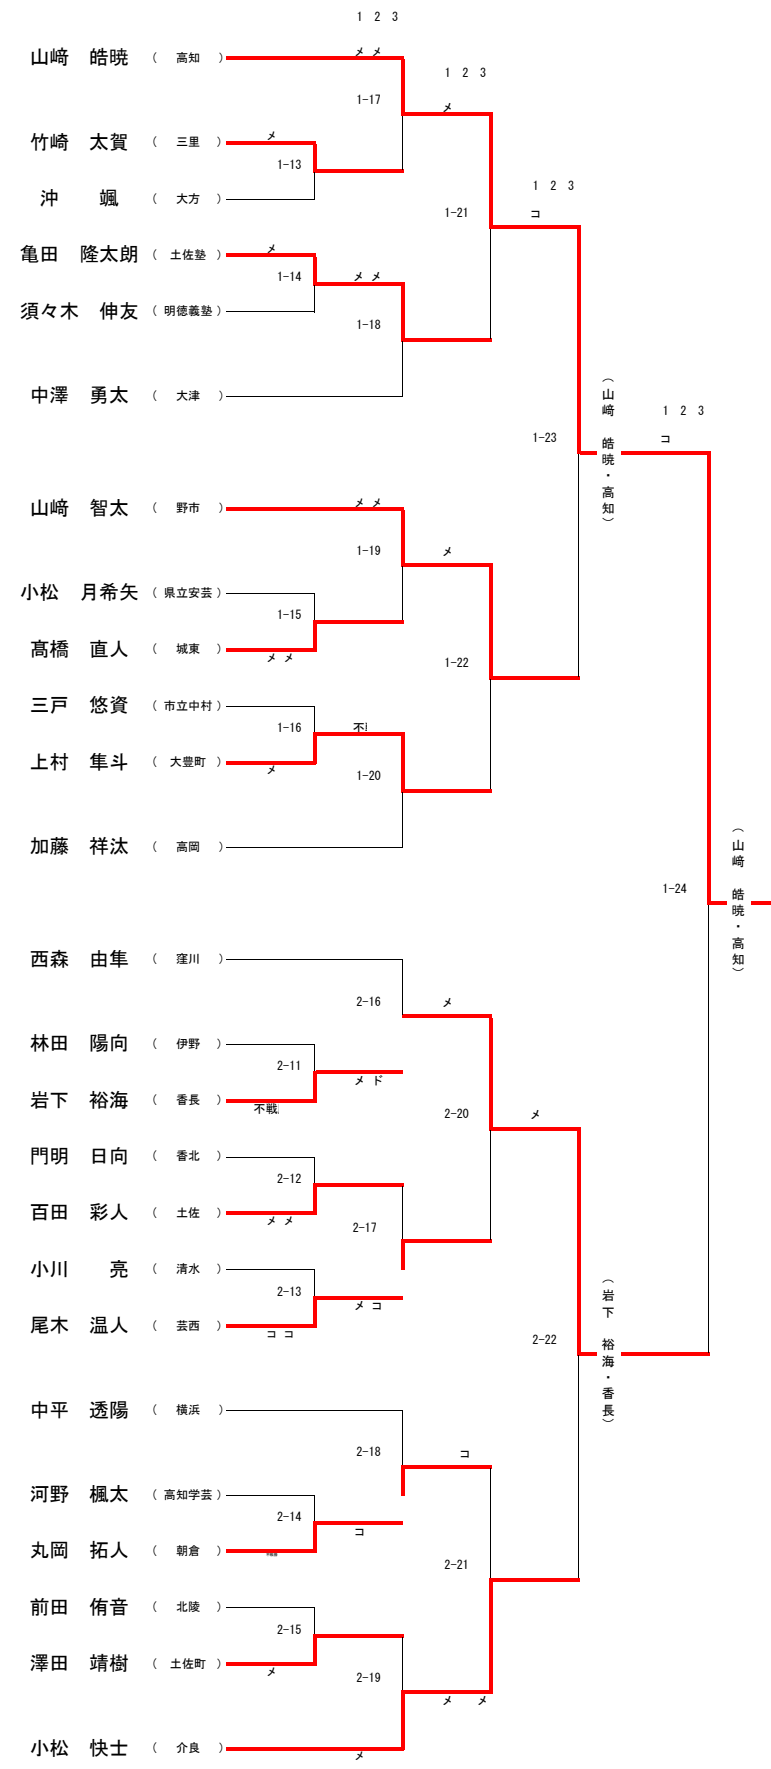 1 2 3
山﨑 皓暁 ( 高知 ) メ メ
1 2 3
1-17
メ
竹崎 太賀 ( 三里 ) メ
1-13
1 2 3
沖 颯 ( 大方 )
1-21
コ
亀田 隆太朗 ( 土佐塾 ) メ
1-14
メ メ
須々木 伸友 ( 明徳義塾 )
1-18
中澤 勇太 ( 大津 )
(山﨑 皓暁・高知)
1 2 3
1-23
コ
山﨑 智太 ( 野市 ) メ メ
1-19
メ
小松 月希矢 ( 県立安芸 )
1-15
髙橋 直人 ( 城東 )
メ メ
1-22
三戸 悠資 ( 市立中村 )
1-16
不
上村 隼斗 ( 大豊町 )
メ
1-20
加藤 祥汰 ( 高岡 )
(山﨑 皓暁・高知)
1-24
西森 由隼 ( 窪川 )
2-16
メ
林田 陽向 ( 伊野 )
2-11
メ ド
岩下 裕海 ( 香長 )
不戦
2-20
メ
門明 日向 ( 香北 )
2-12
百田 彩人 ( 土佐 )
メ メ
2-17
小川 亮 ( 清水 )
2-13
メ コ
尾木 温人 ( 芸西 )
コ コ
(岩下 裕海・香長)
2-22
中平 透陽 ( 横浜 )
2-18
コ
河野 楓太 ( 高知学芸 )
2-14
コ
丸岡 拓人 ( 朝倉 )
2-21
前田 侑音 ( 北陵 )
2-15
澤田 靖樹 ( 土佐町 )
メ
2-19
メ メ
小松 快士 ( 介良 )
メ